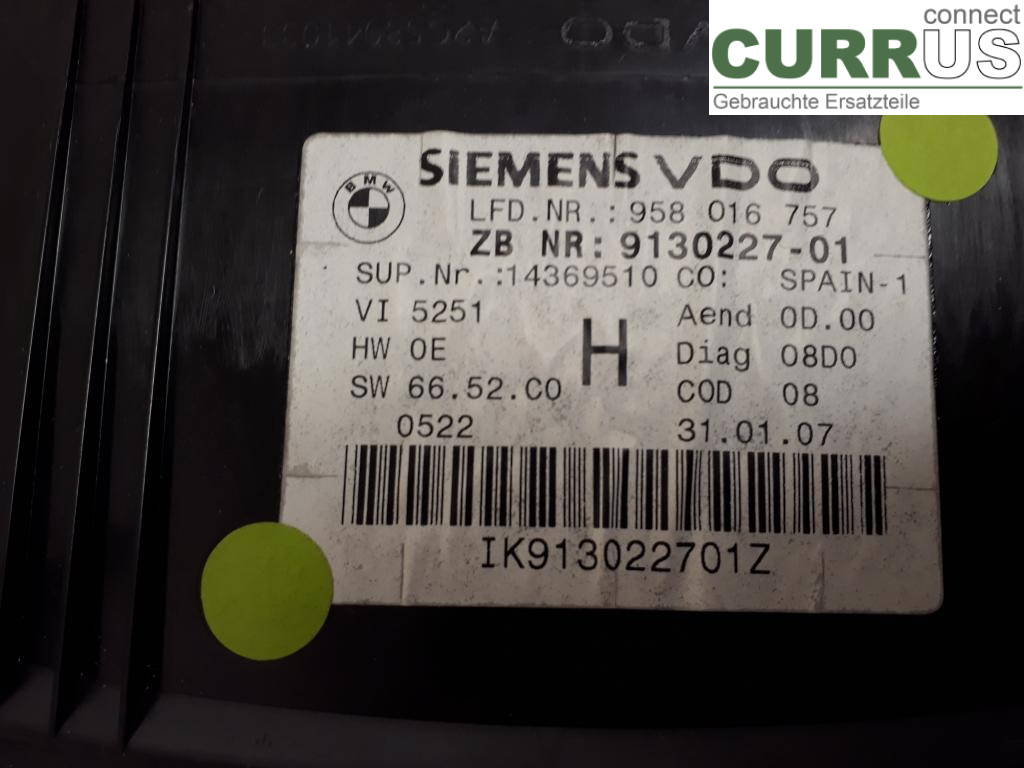 connect
CURRUS
Gebrauchte Ersatzteile
VDO
BMW
SIEMENS VDO
LFD.NR.: 958 016 757
ZB NR: 9130227-01
SUP.Nr.:14369510 CO: SPAIN-1
VI 5251 Aend 0D.00
HW 0E H Diag 08D0
SW 66.52.C0 COD 08
0522 31.01.07
IK913022701Z